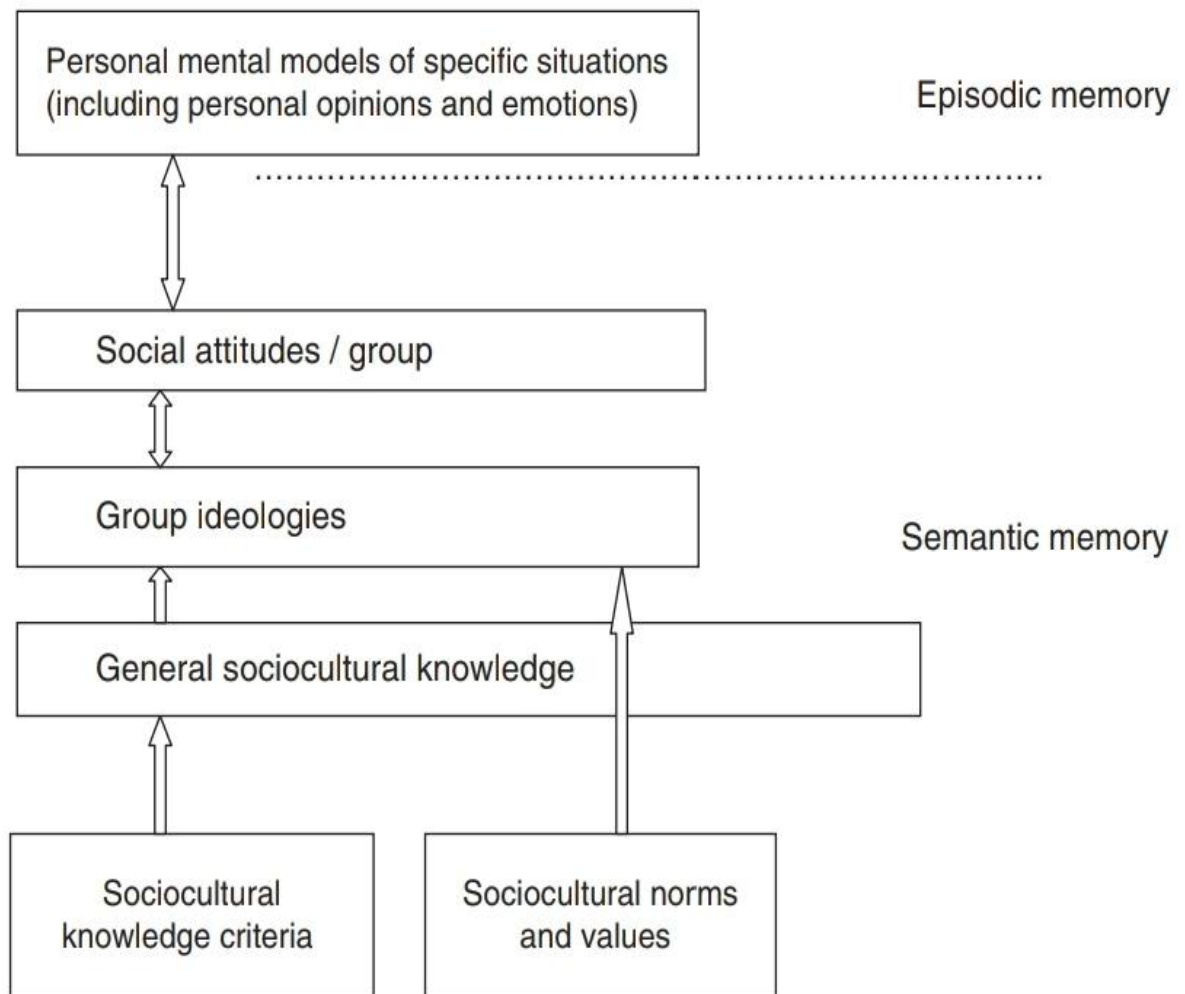 Personal mental models of specific situations
(including personal opinions and emotions)
Episodic memory
Social attitudes / group
Group ideologies
Semantic memory
General sociocultural knowledge
Sociocultural
knowledge criteria
Sociocultural norms
and values